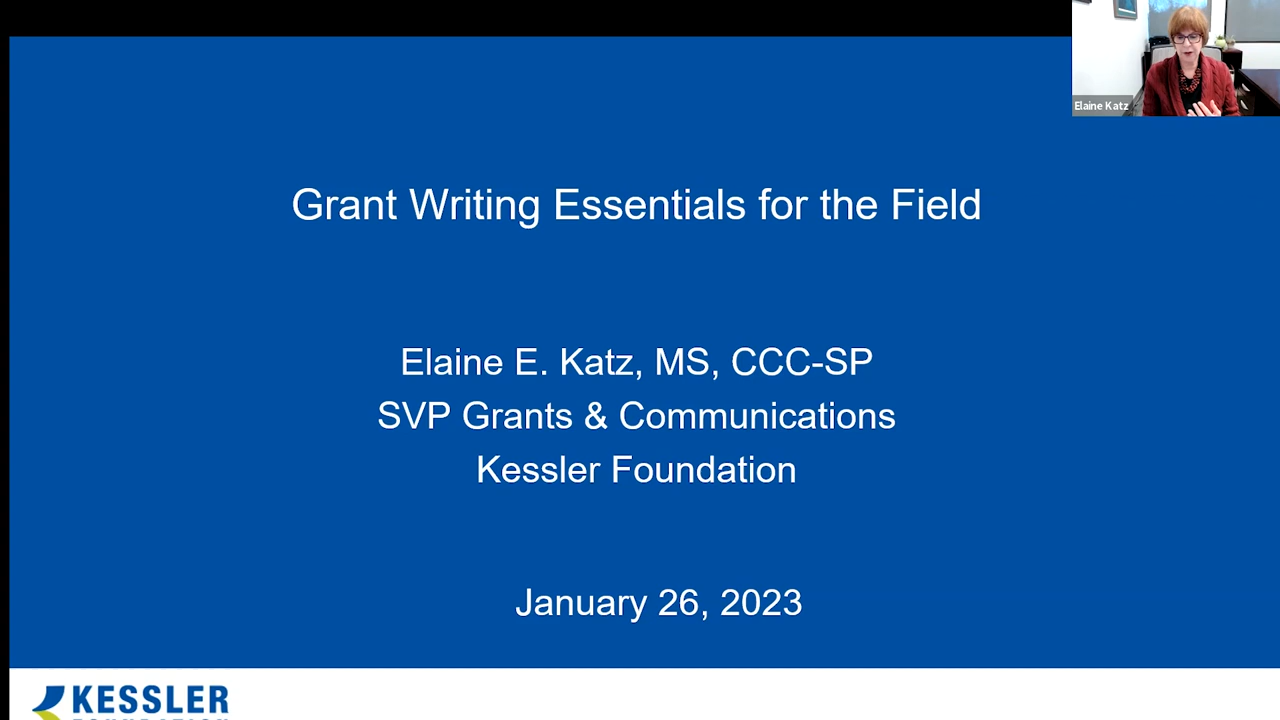 Elaine Katz
Grant Writing Essentials for the Field
Elaine E. Katz, MS, CCC-SP
SVP Grants & Communications
Kessler Foundation
January 26, 2023
KESSLER
FOUNDATION